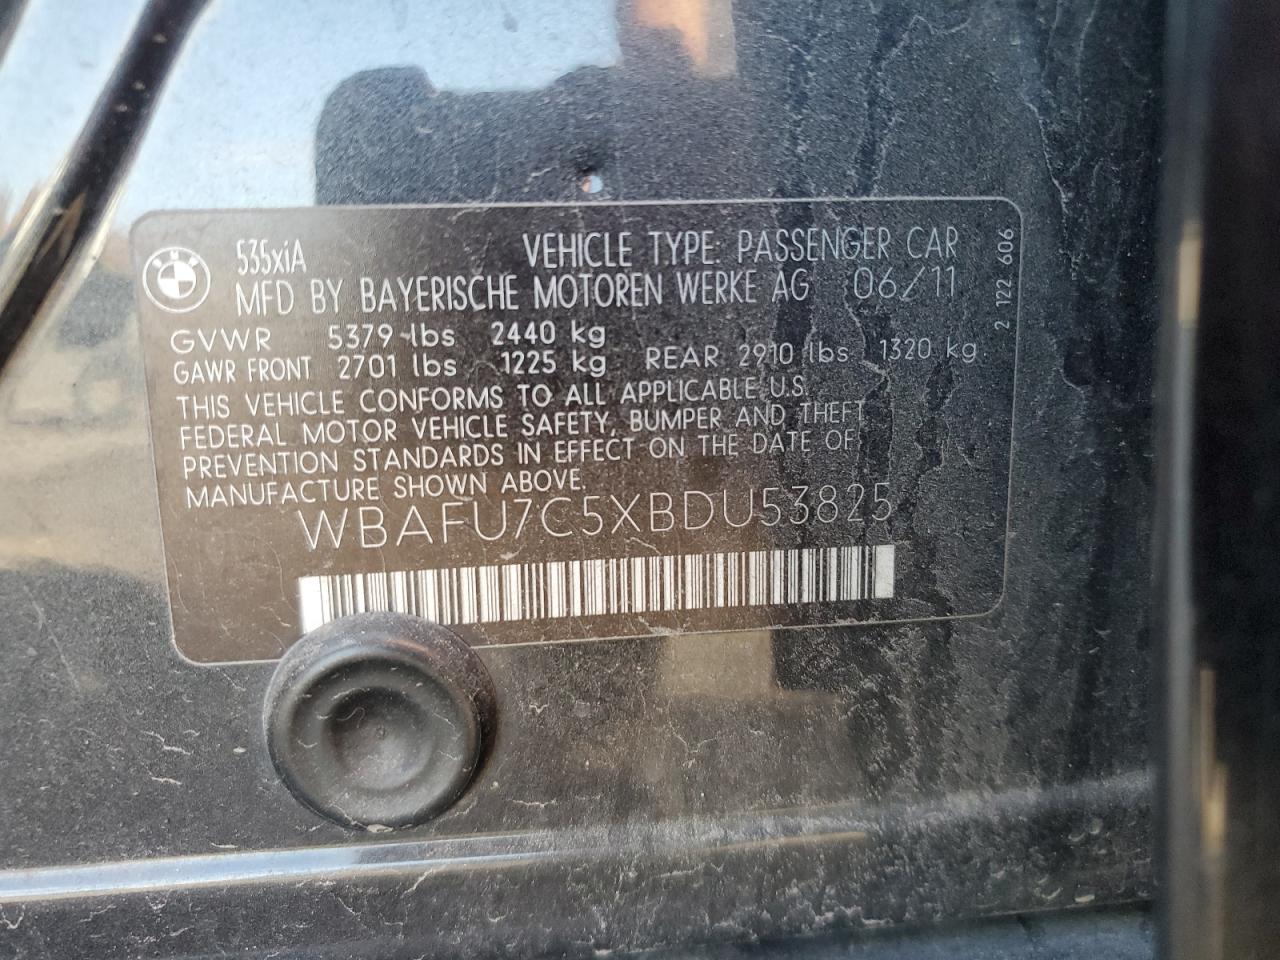 BMW
535xiA VEHICLE TYPE: PASSENGER CAR
MFD BY BAYERISCHE MOTOREN WERKE AG 06/11
GVWR 5379 lbs 2440 kg
GAWR FRONT 2701 lbs 1225 kg REAR 2910 lbs 1320 kg
THIS VEHICLE CONFORMS TO ALL APPLICABLE U.S.
FEDERAL MOTOR VEHICLE SAFETY, BUMPER AND THEFT
PREVENTION STANDARDS IN EFFECT ON THE DATE OF
MANUFACTURE SHOWN ABOVE.
WBAFU7C5XBDU53825
2 122 606